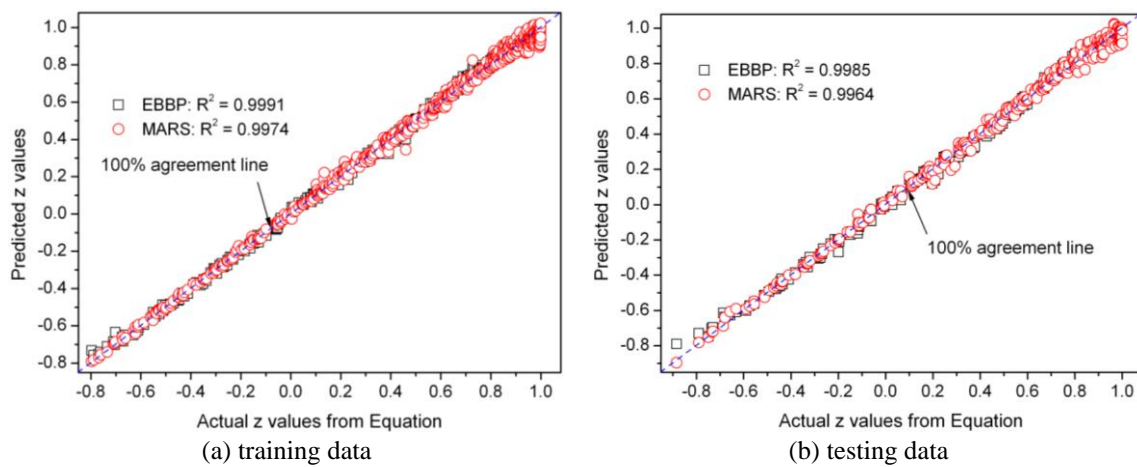 1.0
0.8
0.6
0.4
0.2
0.0
-0.2
-0.4
-0.6
-0.8
Predicted z values
□ EBBP: R² = 0.9991
○ MARS: R² = 0.9974
100% agreement line
-0.8 -0.6 -0.4 -0.2 0.0 0.2 0.4 0.6 0.8 1.0
Actual z values from Equation
(a) training data
1.0
0.8
0.6
0.4
0.2
0.0
-0.2
-0.4
-0.6
-0.8
Predicted z values
□ EBBP: R² = 0.9985
○ MARS: R² = 0.9964
100% agreement line
-0.8 -0.6 -0.4 -0.2 0.0 0.2 0.4 0.6 0.8 1.0
Actual z values from Equation
(b) testing data